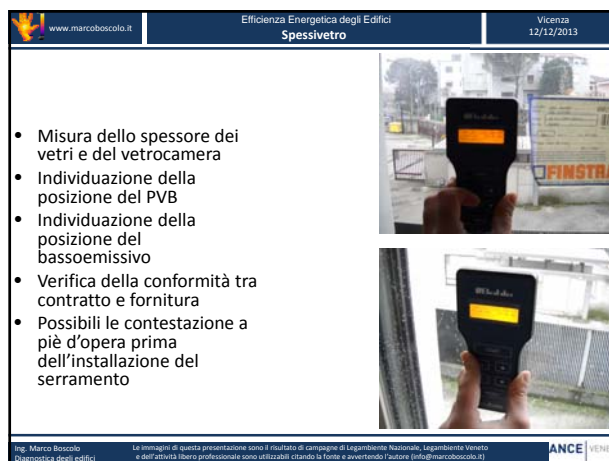 www.marcoboscolo.it
Efficienza Energetica degli Edifici
Spessivetro
Vicenza
12/12/2013
• Misura dello spessore dei
vetri e del vetrocamera
• Individuazione della
posizione del PVB
• Individuazione della
posizione del
bassoemissivo
• Verifica della conformità tra
contratto e fornitura
• Possibili le contestazione a
piè d'opera prima
dell'installazione del
serramento
FINSTRA
Ing. Marco Boscolo
Diagnostica degli edifici
Le immagini di questa presentazione sono il risultato di campagne di Legambiente Nazionale, Legambiente Veneto
e dell'attività libero professionale sono utilizzabili citando la fonte e avvertendo l'autore (info@marcoboscolo.it)
ANCE VENE